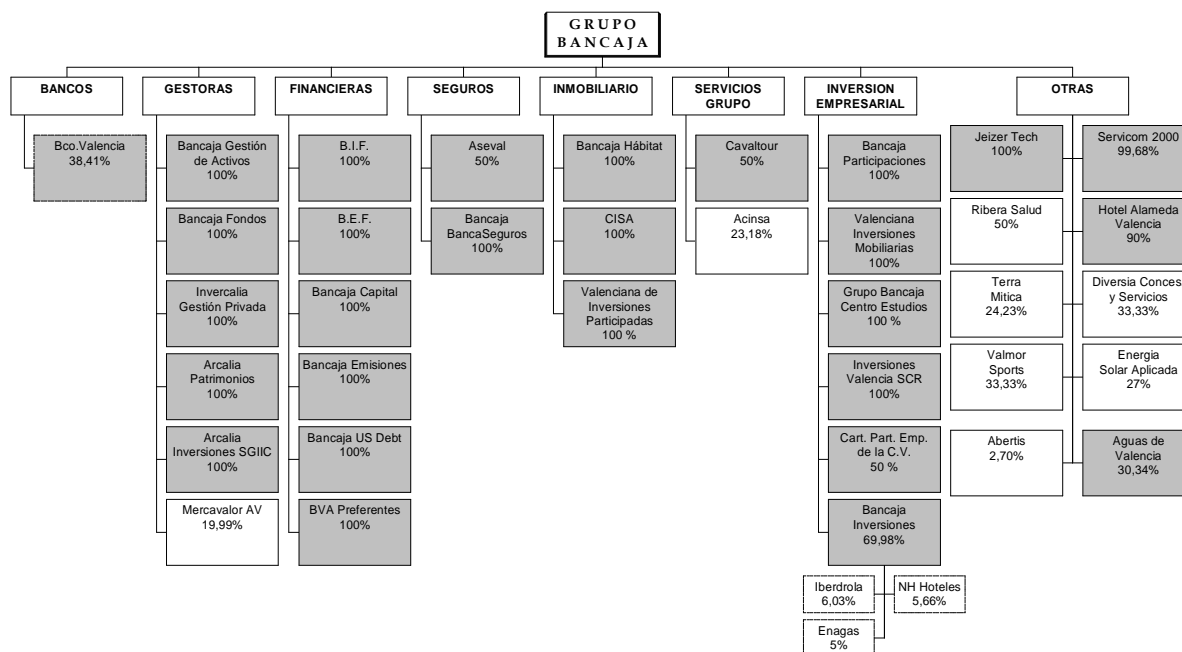 GRUPO
BANCAJA
BANCOS
GESTORAS
FINANCIERAS
SEGUROS
INMOBILIARIO
SERVICIOS
GRUPO
INVERSION
EMPRESARIAL
OTRAS
Bco.Valencia
38,41%
Bancaja Gestión
de Activos
100%
Bancaja Fondos
100%
Invercalia
Gestión Privada
100%
Arcalia
Patrimonios
100%
Arcalia
Inversiones SGIIC
100%
Mercavalor AV
19,99%
B.I.F.
100%
B.E.F.
100%
Bancaja Capital
100%
Bancaja Emisiones
100%
Bancaja US Debt
100%
BVA Preferentes
100%
Aseval
50%
Bancaja
BancaSeguros
100%
Bancaja Hábitat
100%
CISA
100%
Valenciana de
Inversiones
Participadas
100 %
Cavaltour
50%
Acinsa
23,18%
Bancaja
Participaciones
100%
Valenciana
Inversiones
Mobiliarias
100%
Grupo Bancaja
Centro Estudios
100 %
Inversiones
Valencia SCR
100%
Cart. Part. Emp.
de la C.V.
50 %
Bancaja
Inversiones
69,98%
Iberdrola
6,03%
NH Hoteles
5,66%
Enagas
5%
Jeizer Tech
100%
Ribera Salud
50%
Terra
Mitica
24,23%
Valmor
Sports
33,33%
Abertis
2,70%
Servicom 2000
99,68%
Hotel Alameda
Valencia
90%
Diversia Conces.
y Servicios
33,33%
Energia
Solar Aplicada
27%
Aguas de
Valencia
30,34%